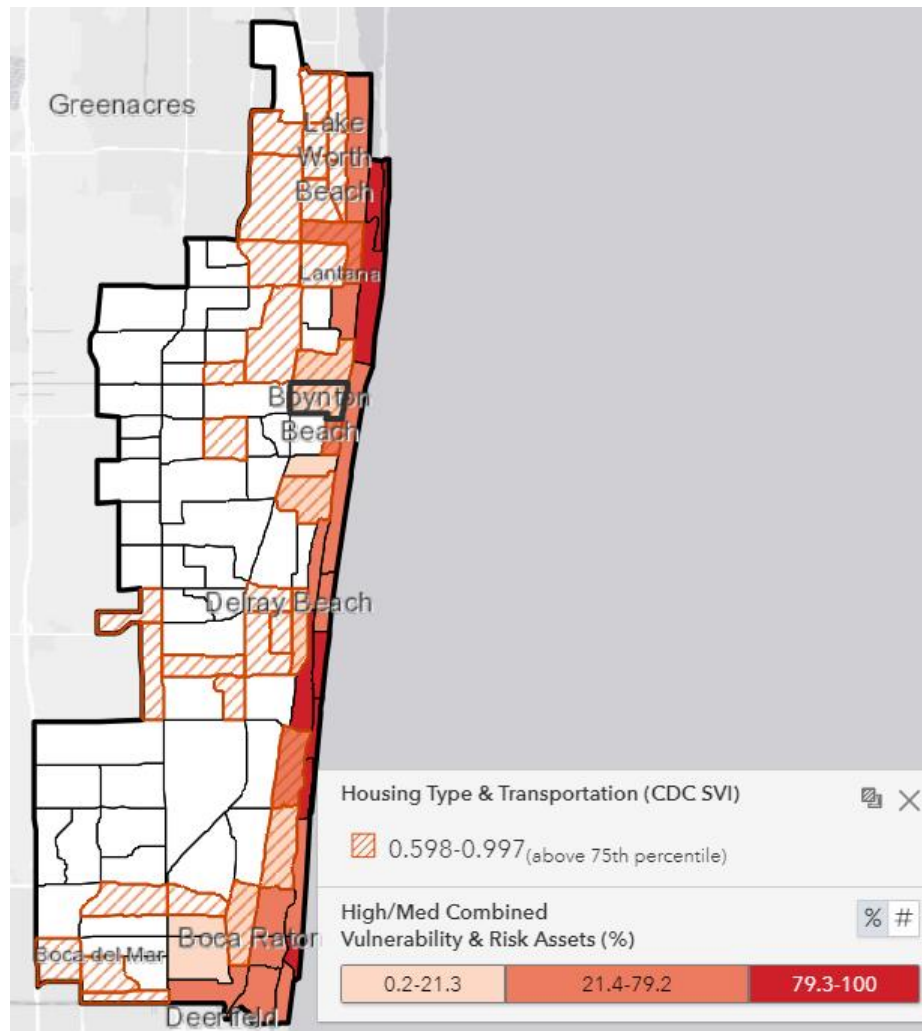 Greenacres
Lake
Worth
Beach
Lantana
Boynton
Beach
Delray Beach
Boca Raton
Boca del Mar
Deerfield
Housing Type & Transportation (CDC SVI)
0.598-0.997(above 75th percentile)
High/Med Combined
Vulnerability & Risk Assets (%)
% #
0.2-21.3 21.4-79.2 79.3-100